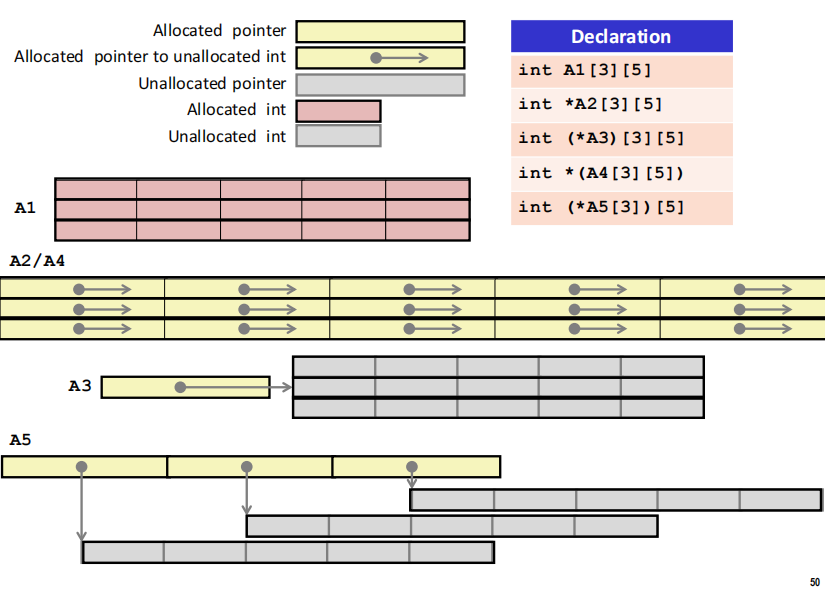 Allocated pointer
Allocated pointer to unallocated int
Unallocated pointer
Allocated int
Unallocated int
Declaration
int A1[3][5]
int *A2[3][5]
int (*A3)[3][5]
int *(A4[3][5])
int (*A5[3])[5]
A1
A2/A4
A3
A5
50